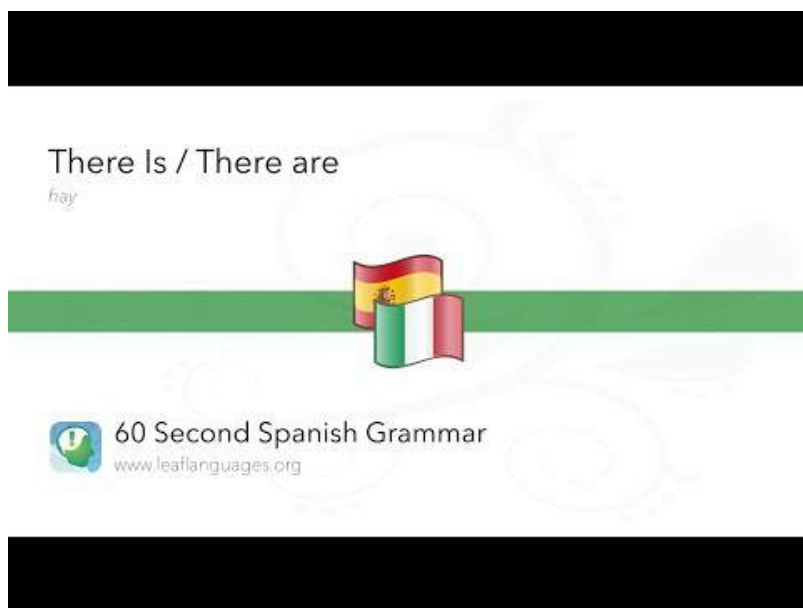 There Is / There are
hay
60 Second Spanish Grammar
www.leaflanguages.org